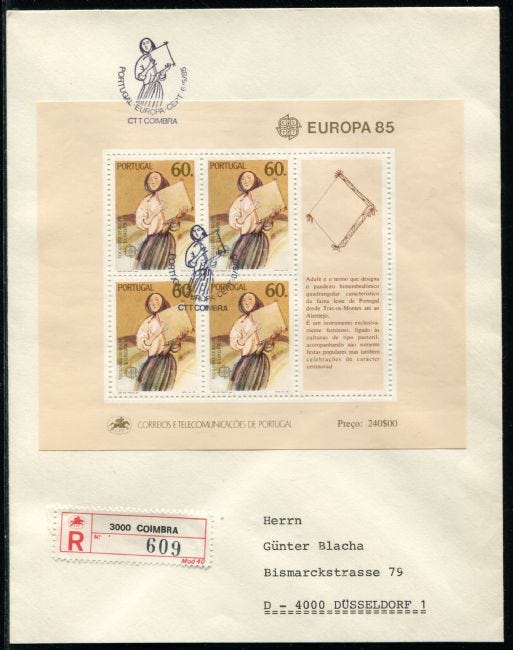 PORTUGAL·EUROPA·CEPT·
CTT COIMBRA
EUROPA 85
PORTUGAL 60.
PORTUGAL 60.
Adufe é o termo que designa
o pandeiro bimembranófono
quadrangular característico
da faixa leste de Portugal
desde Trás-os-Montes até ao
Alentejo.
É um instrumento exclusiva-
mente feminino, ligado às
culturas de tipo pastoril,
acompanhando não somente
festas populares mas também
celebrações de carácter
cerimonial
PORTUGAL 60.
PORTUGAL 60.
EUROPA
CTT COIMBRA
CORREIOS E TELECOMUNICAÇÕES DE PORTUGAL
Preço: 240$00
3000 COIMBRA
R
Nº 609
Mod 40
Herrn
Günter Blacha
Bismarckstrasse 79
D - 4000 DÜSSELDORF 1